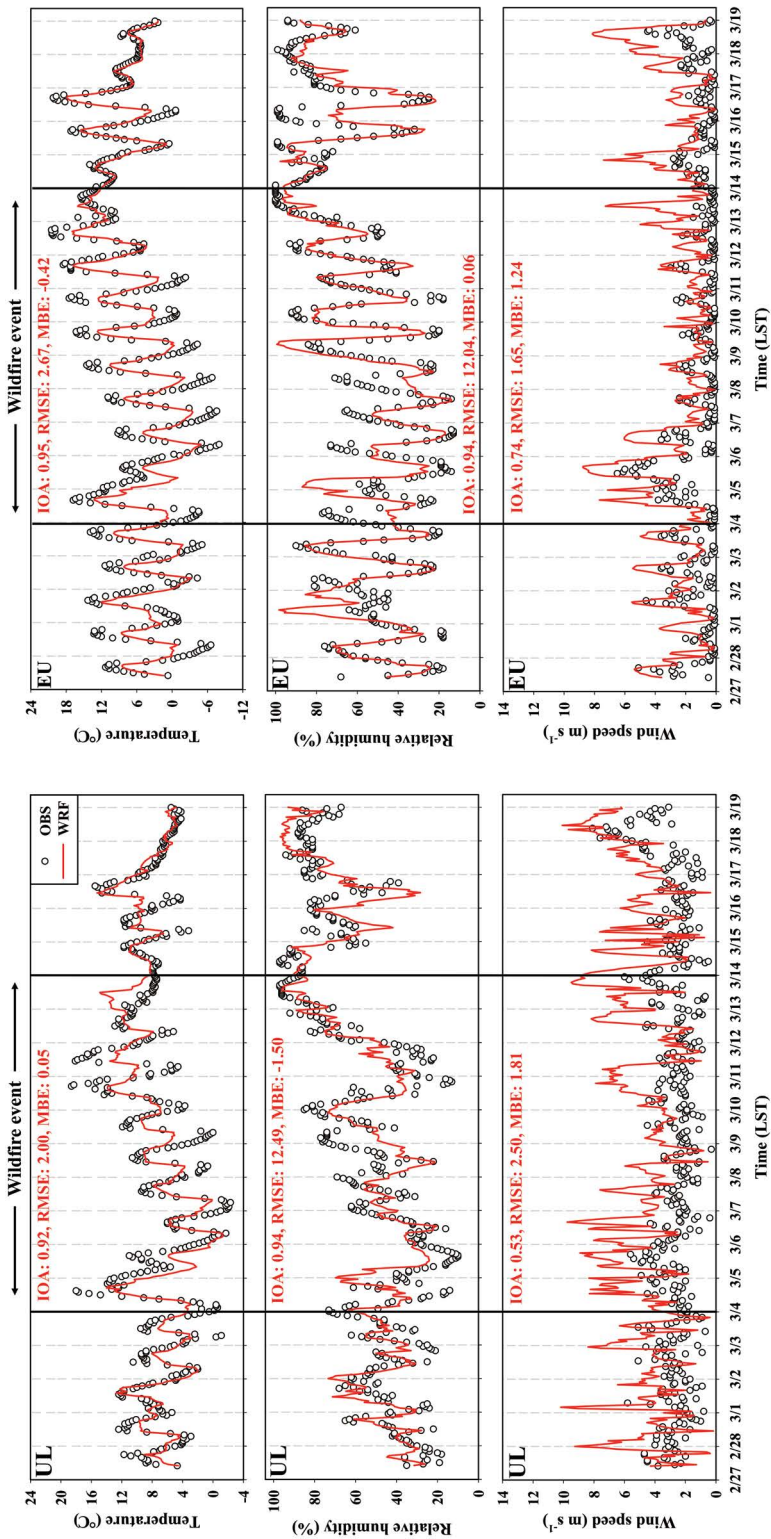 Wildfire event
24
20
16
12
8
4
0
-4
Temperature (°C)
UL
OBS
WRF
IOA: 0.92, RMSE: 2.00, MBE: 0.05
100
80
60
40
20
0
Relative humidity (%)
UL
IOA: 0.94, RMSE: 12.49, MBE: -1.50
14
12
10
8
6
4
2
0
Wind speed (m s⁻¹)
UL
IOA: 0.53, RMSE: 2.50, MBE: 1.81
2/27 2/28 3/1 3/2 3/3 3/4 3/5 3/6 3/7 3/8 3/9 3/10 3/11 3/12 3/13 3/14 3/15 3/16 3/17 3/18 3/19
Time (LST)
Wildfire event
24
18
12
6
0
-6
-12
Temperature (°C)
EU
IOA: 0.95, RMSE: 2.67, MBE: -0.42
100
80
60
40
20
0
Relative humidity (%)
EU
IOA: 0.94, RMSE: 12.04, MBE: 0.06
14
12
10
8
6
4
2
0
Wind speed (m s⁻¹)
EU
IOA: 0.74, RMSE: 1.65, MBE: 1.24
2/27 2/28 3/1 3/2 3/3 3/4 3/5 3/6 3/7 3/8 3/9 3/10 3/11 3/12 3/13 3/14 3/15 3/16 3/17 3/18 3/19
Time (LST)